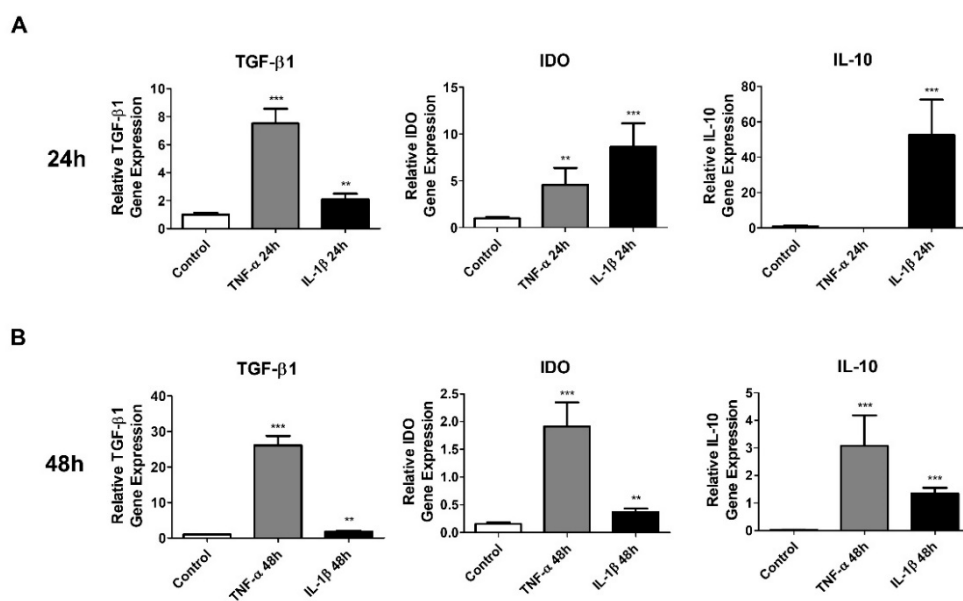 A
24h
TGF-β1
Relative TGF-β1
Gene Expression
10
8
6
4
2
0
***
**
Control
TNF-α 24h
IL-1β 24h
IDO
Relative IDO
Gene Expression
15
10
5
0
**
***
Control
TNF-α 24h
IL-1β 24h
IL-10
Relative IL-10
Gene Expression
80
60
40
20
0
***
Control
TNF-α 24h
IL-1β 24h
B
48h
TGF-β1
Relative TGF-β1
Gene Expression
40
30
20
10
0
***
**
Control
TNF-α 48h
IL-1β 48h
IDO
Relative IDO
Gene Expression
2.5
2.0
1.5
1.0
0.5
0.0
***
**
Control
TNF-α 48h
IL-1β 48h
IL-10
Relative IL-10
Gene Expression
5
4
3
2
1
0
***
***
Control
TNF-α 48h
IL-1β 48h